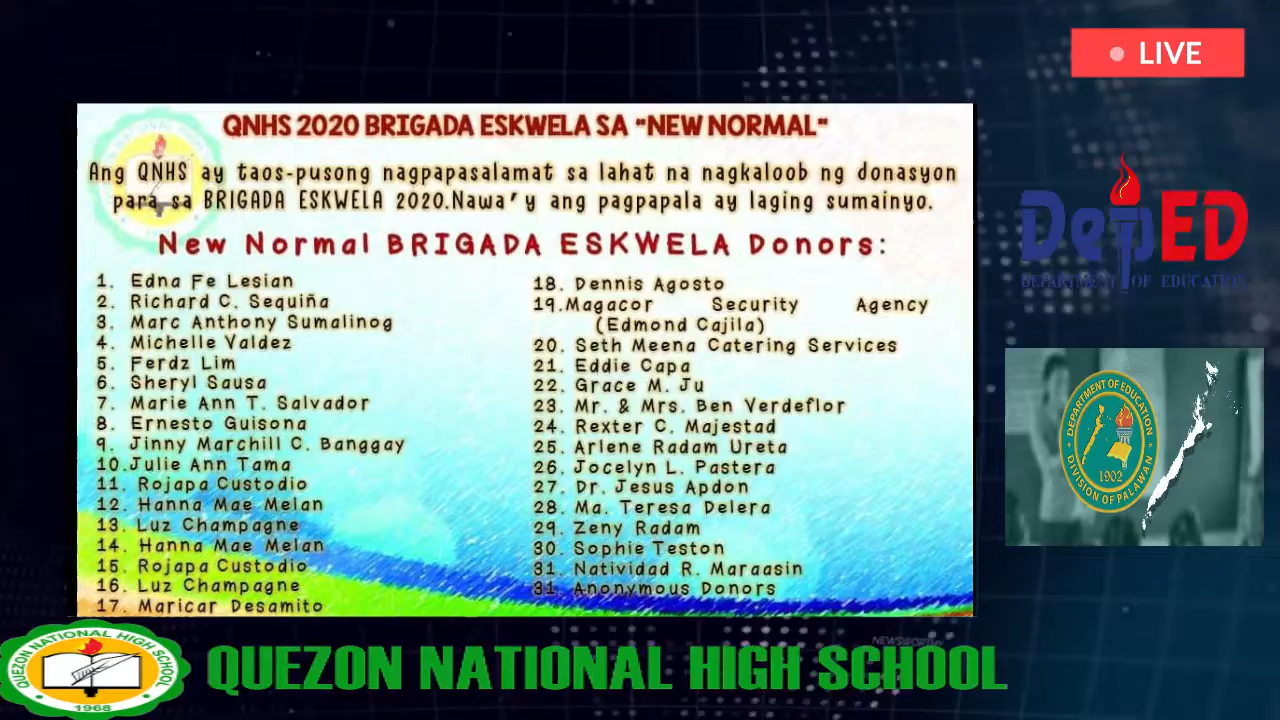 LIVE
QNHS 2020 BRIGADA ESKWELA SA "NEW NORMAL"
Ang QNHS ay taos-pusong nagpapasalamat sa lahat na nagkaloob ng donasyon
para sa BRIGADA ESKWELA 2020.Nawa'y ang pagpapala ay laging sumainyo.
New Normal BRIGADA ESKWELA Donors:
1. Edna Fe Lesian
2. Richard C. Sequiña
3. Marc Anthony Sumalinog
4. Michelle Valdez
5. Ferdz Lim
6. Sheryl Sausa
7. Marie Ann T. Salvador
8. Ernesto Guisona
9. Jinny Marchill C. Banggay
10.Julie Ann Tama
11. Rojapa Custodio
12. Hanna Mae Melan
13. Luz Champagne
14. Hanna Mae Melan
15. Rojapa Custodio
16. Luz Champagne
17. Maricar Desamito
18. Dennis Agosto
19.Magacor Security Agency
(Edmond Cajila)
20. Seth Meena Catering Services
21. Eddie Capa
22. Grace M. Ju
23. Mr. & Mrs. Ben Verdeflor
24. Rexter C. Majestad
25. Arlene Radam Ureta
26. Jocelyn L. Pastera
27. Dr. Jesus Apdon
28. Ma. Teresa Delera
29. Zeny Radam
30. Sophie Teston
31. Natividad R. Maraasin
31. Anonymous Donors
DepED
DEPARTMENT OF EDUCATION
DEPARTMENT OF EDUCATION
1902
DIVISION OF PALAWAN
QUEZON NATIONAL HIGH SCHOOL
1968
QUEZON NATIONAL HIGH SCHOOL